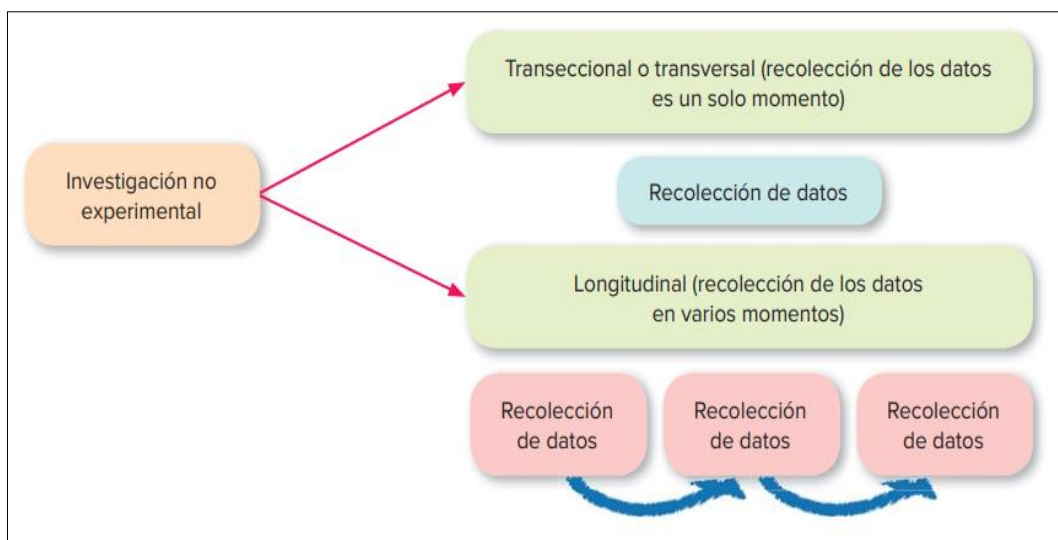 Transeccional o transversal (recolección de los datos
es un solo momento)
Investigación no
experimental
Recolección de datos
Longitudinal (recolección de los datos
en varios momentos)
Recolección
de datos
Recolección
de datos
Recolección
de datos